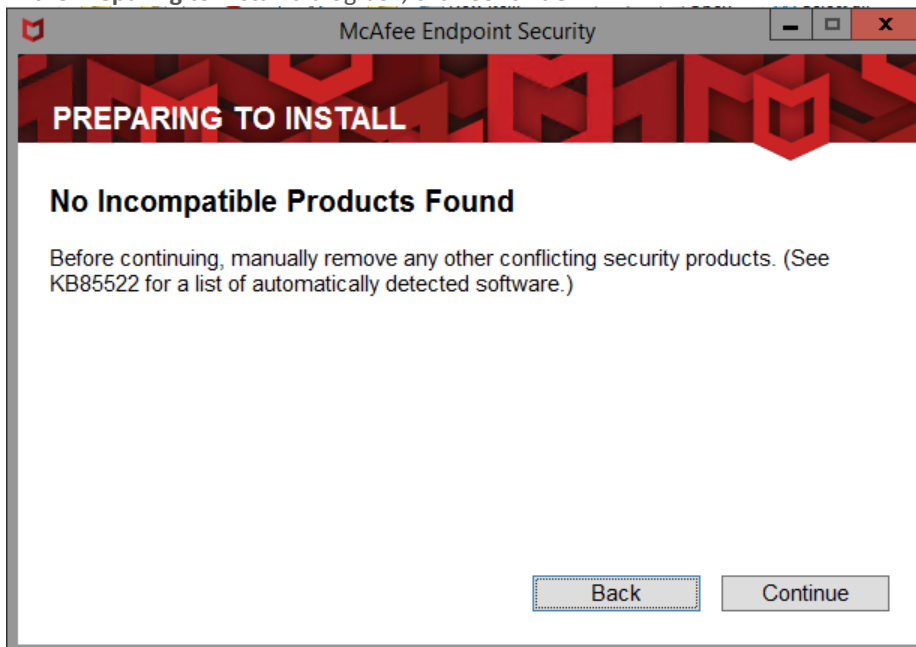 McAfee Endpoint Security
PREPARING TO INSTALL
No Incompatible Products Found
Before continuing, manually remove any other conflicting security products. (See
KB85522 for a list of automatically detected software.)
Back
Continue